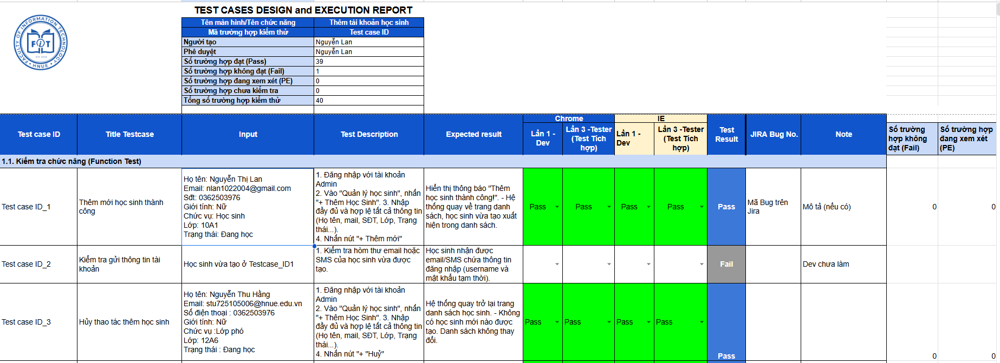 TEST CASES DESIGN and EXECUTION REPORT
FACULTY OF INFORMATION TECHNOLOGY
FIT
EST 2003
HNUE
Tên màn hình/Tên chức năng
Thêm tài khoản học sinh
Mã trường hợp kiểm thử
Test case ID
Người tạo
Nguyễn Lan
Phê duyệt
Nguyễn Lan
Số trường hợp đạt (Pass)
39
Số trường hợp không đạt (Fail)
1
Số trường hợp đang xem xét (PE)
0
Số trường hợp chưa kiểm tra
0
Tổng số trường hợp kiểm thử
40
Test case ID
Title Testcase
Input
Test Description
Expected result
Chrome
Lần 1 -
Dev
Lần 3 -Tester
(Test Tích
hợp)
IE
Lần 1 -
Dev
Lần 3 -Tester
(Test Tích
hợp)
Test
Result
JIRA Bug No.
Note
Số trường
hợp không
đạt (Fail)
Số trường hợp
đang xem xét
(PE)
1.1. Kiểm tra chức năng (Function Test)
Test case ID_1
Thêm mới học sinh thành
công
Họ tên: Nguyễn Thị Lan
Email: nlan1022004@gmail.com
Sđt: 0362503976
Giới tính: Nữ
Chức vụ: Học sinh
Lớp: 10A1
Trạng thái: Đang học
1. Đăng nhập với tài khoản
Admin
2. Vào "Quản lý học sinh", nhấn
"+ Thêm Học Sinh". 3. Nhập
đầy đủ và hợp lệ tất cả thông tin
(Họ tên, mail, SĐT, Lớp, Trạng
thái...).
4. Nhấn nút "+ Thêm mới"
Hiển thị thông báo "Thêm
học sinh thành công!". - Hệ
thống quay về trang danh
sách, học sinh vừa tạo xuất
hiện trong danh sách.
Pass
Pass
Pass
Pass
Pass
Mã Bug trên
Jira
Mô tả (nếu có)
0
0
Test case ID_2
Kiểm tra gửi thông tin tài
khoản
Học sinh vừa tạo ở Testcase_ID1
1. Kiểm tra hòm thư email hoặc
SMS của học sinh vừa được
tạo.
Học sinh nhận được
email/SMS chứa thông tin
đăng nhập (username và
mật khẩu tạm thời).
Fail
Dev chưa làm
Test case ID_3
Hủy thao tác thêm học sinh
Họ tên: Nguyễn Thu Hằng
Email: stu725105006@hnue.edu.vn
Số điện thoại : 0362503976
Giới tính: Nữ
Chức vụ :Lớp phó
Lớp: 12A6
Trạng thái : Đang học
1. Đăng nhập với tài khoản
Admin
2. Vào "Quản lý học sinh", nhấn
"+ Thêm Học Sinh". 3. Nhập
đầy đủ và hợp lệ tất cả thông tin
(Họ tên, mail, SĐT, Lớp, Trạng
thái...).
4. Nhấn nút "+ "Huỷ"
Hệ thống quay trở lại trang
danh sách học sinh. - Không
có học sinh mới nào được
tạo. Danh sách không thay
đổi.
Pass
Pass
Pass
Pass
Pass
0
0